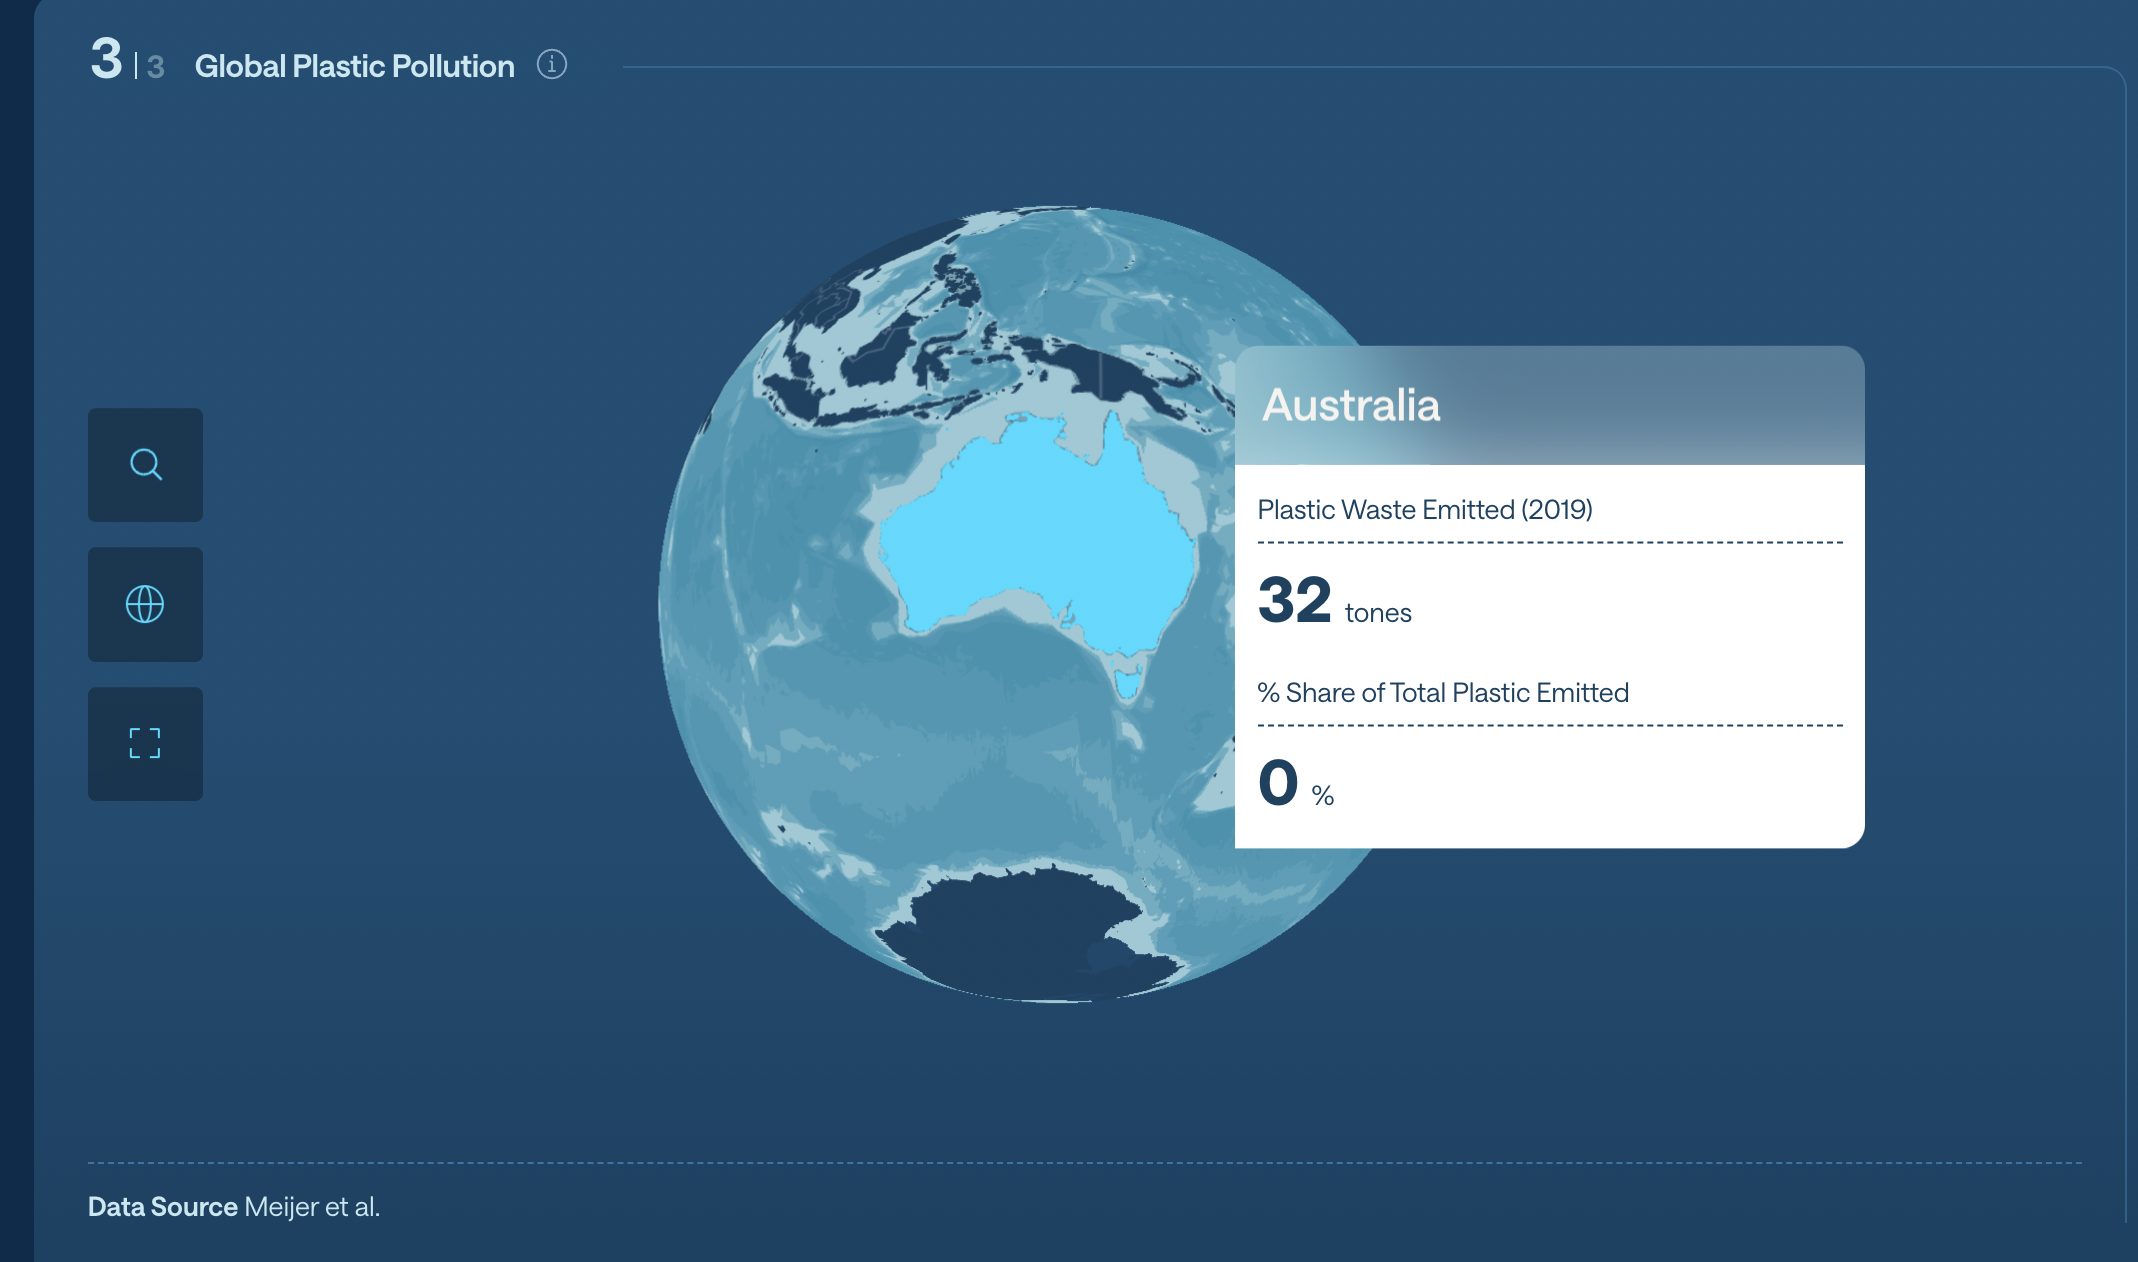 3 | 3 Global Plastic Pollution
Australia
Plastic Waste Emitted (2019)
32 tones
% Share of Total Plastic Emitted
0 %
Data Source Meijer et al.